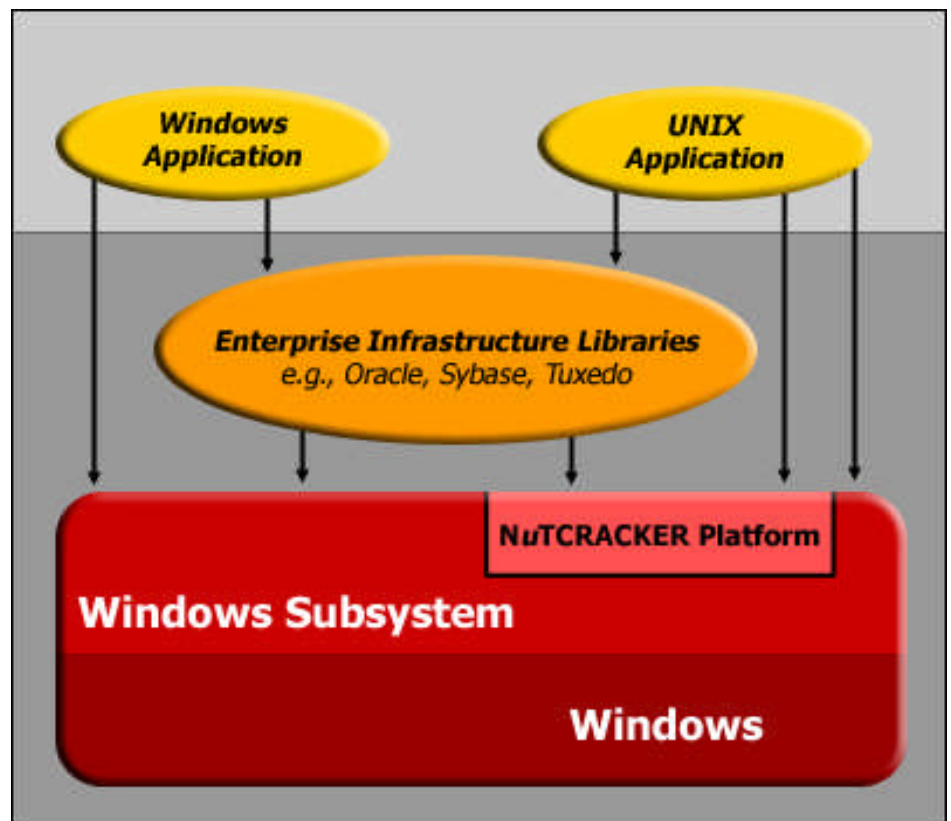 Windows
Application
UNIX
Application
Enterprise Infrastructure Libraries
e.g., Oracle, Sybase, Tuxedo
NuTCRACKER Platform
Windows Subsystem
Windows